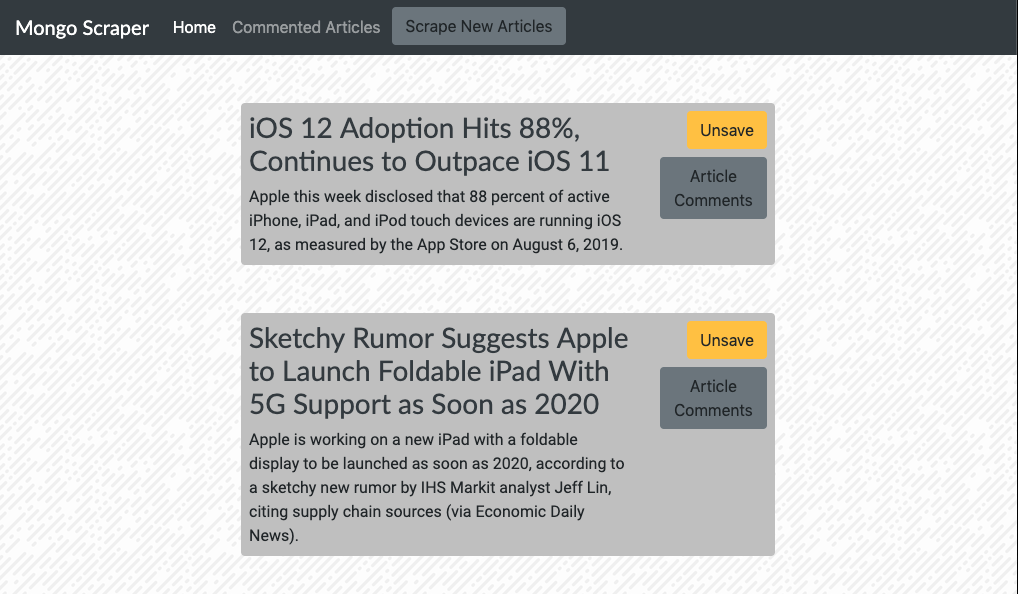 Mongo Scraper Home Commented Articles Scrape New Articles
iOS 12 Adoption Hits 88%,
Continues to Outpace iOS 11
Apple this week disclosed that 88 percent of active
iPhone, iPad, and iPod touch devices are running iOS
12, as measured by the App Store on August 6, 2019.
Unsave
Article
Comments
Sketchy Rumor Suggests Apple
to Launch Foldable iPad With
5G Support as Soon as 2020
Apple is working on a new iPad with a foldable
display to be launched as soon as 2020, according to
a sketchy new rumor by IHS Markit analyst Jeff Lin,
citing supply chain sources (via Economic Daily
News).
Unsave
Article
Comments